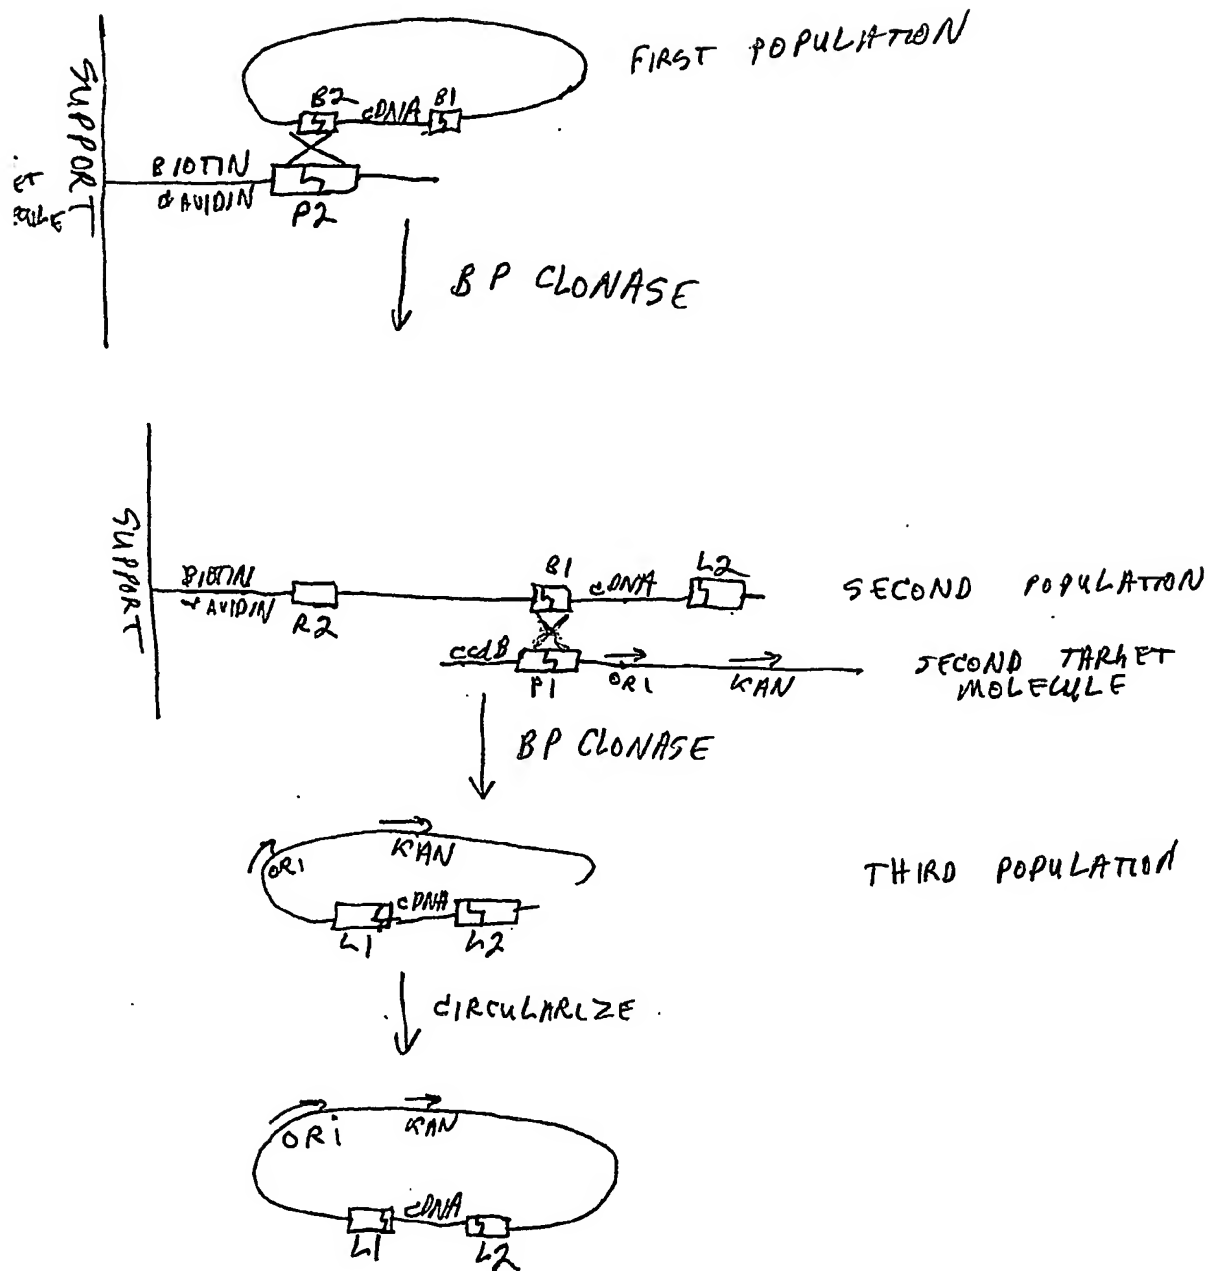 FIRST POPULATION
B2 cDNA B1
SUPPORT
BIOTIN
AVIDIN
P2
BP CLONASE
SUPPORT
BIOTIN
AVIDIN
R2
B1 cDNA L2
SECOND POPULATION
ccdB P1 ORI KAN
SECOND TARGET
MOLECULE
BP CLONASE
ORI KAN
THIRD POPULATION
L1 cDNA L2
CIRCULARIZE
ORi KAN
L1 cDNA L2